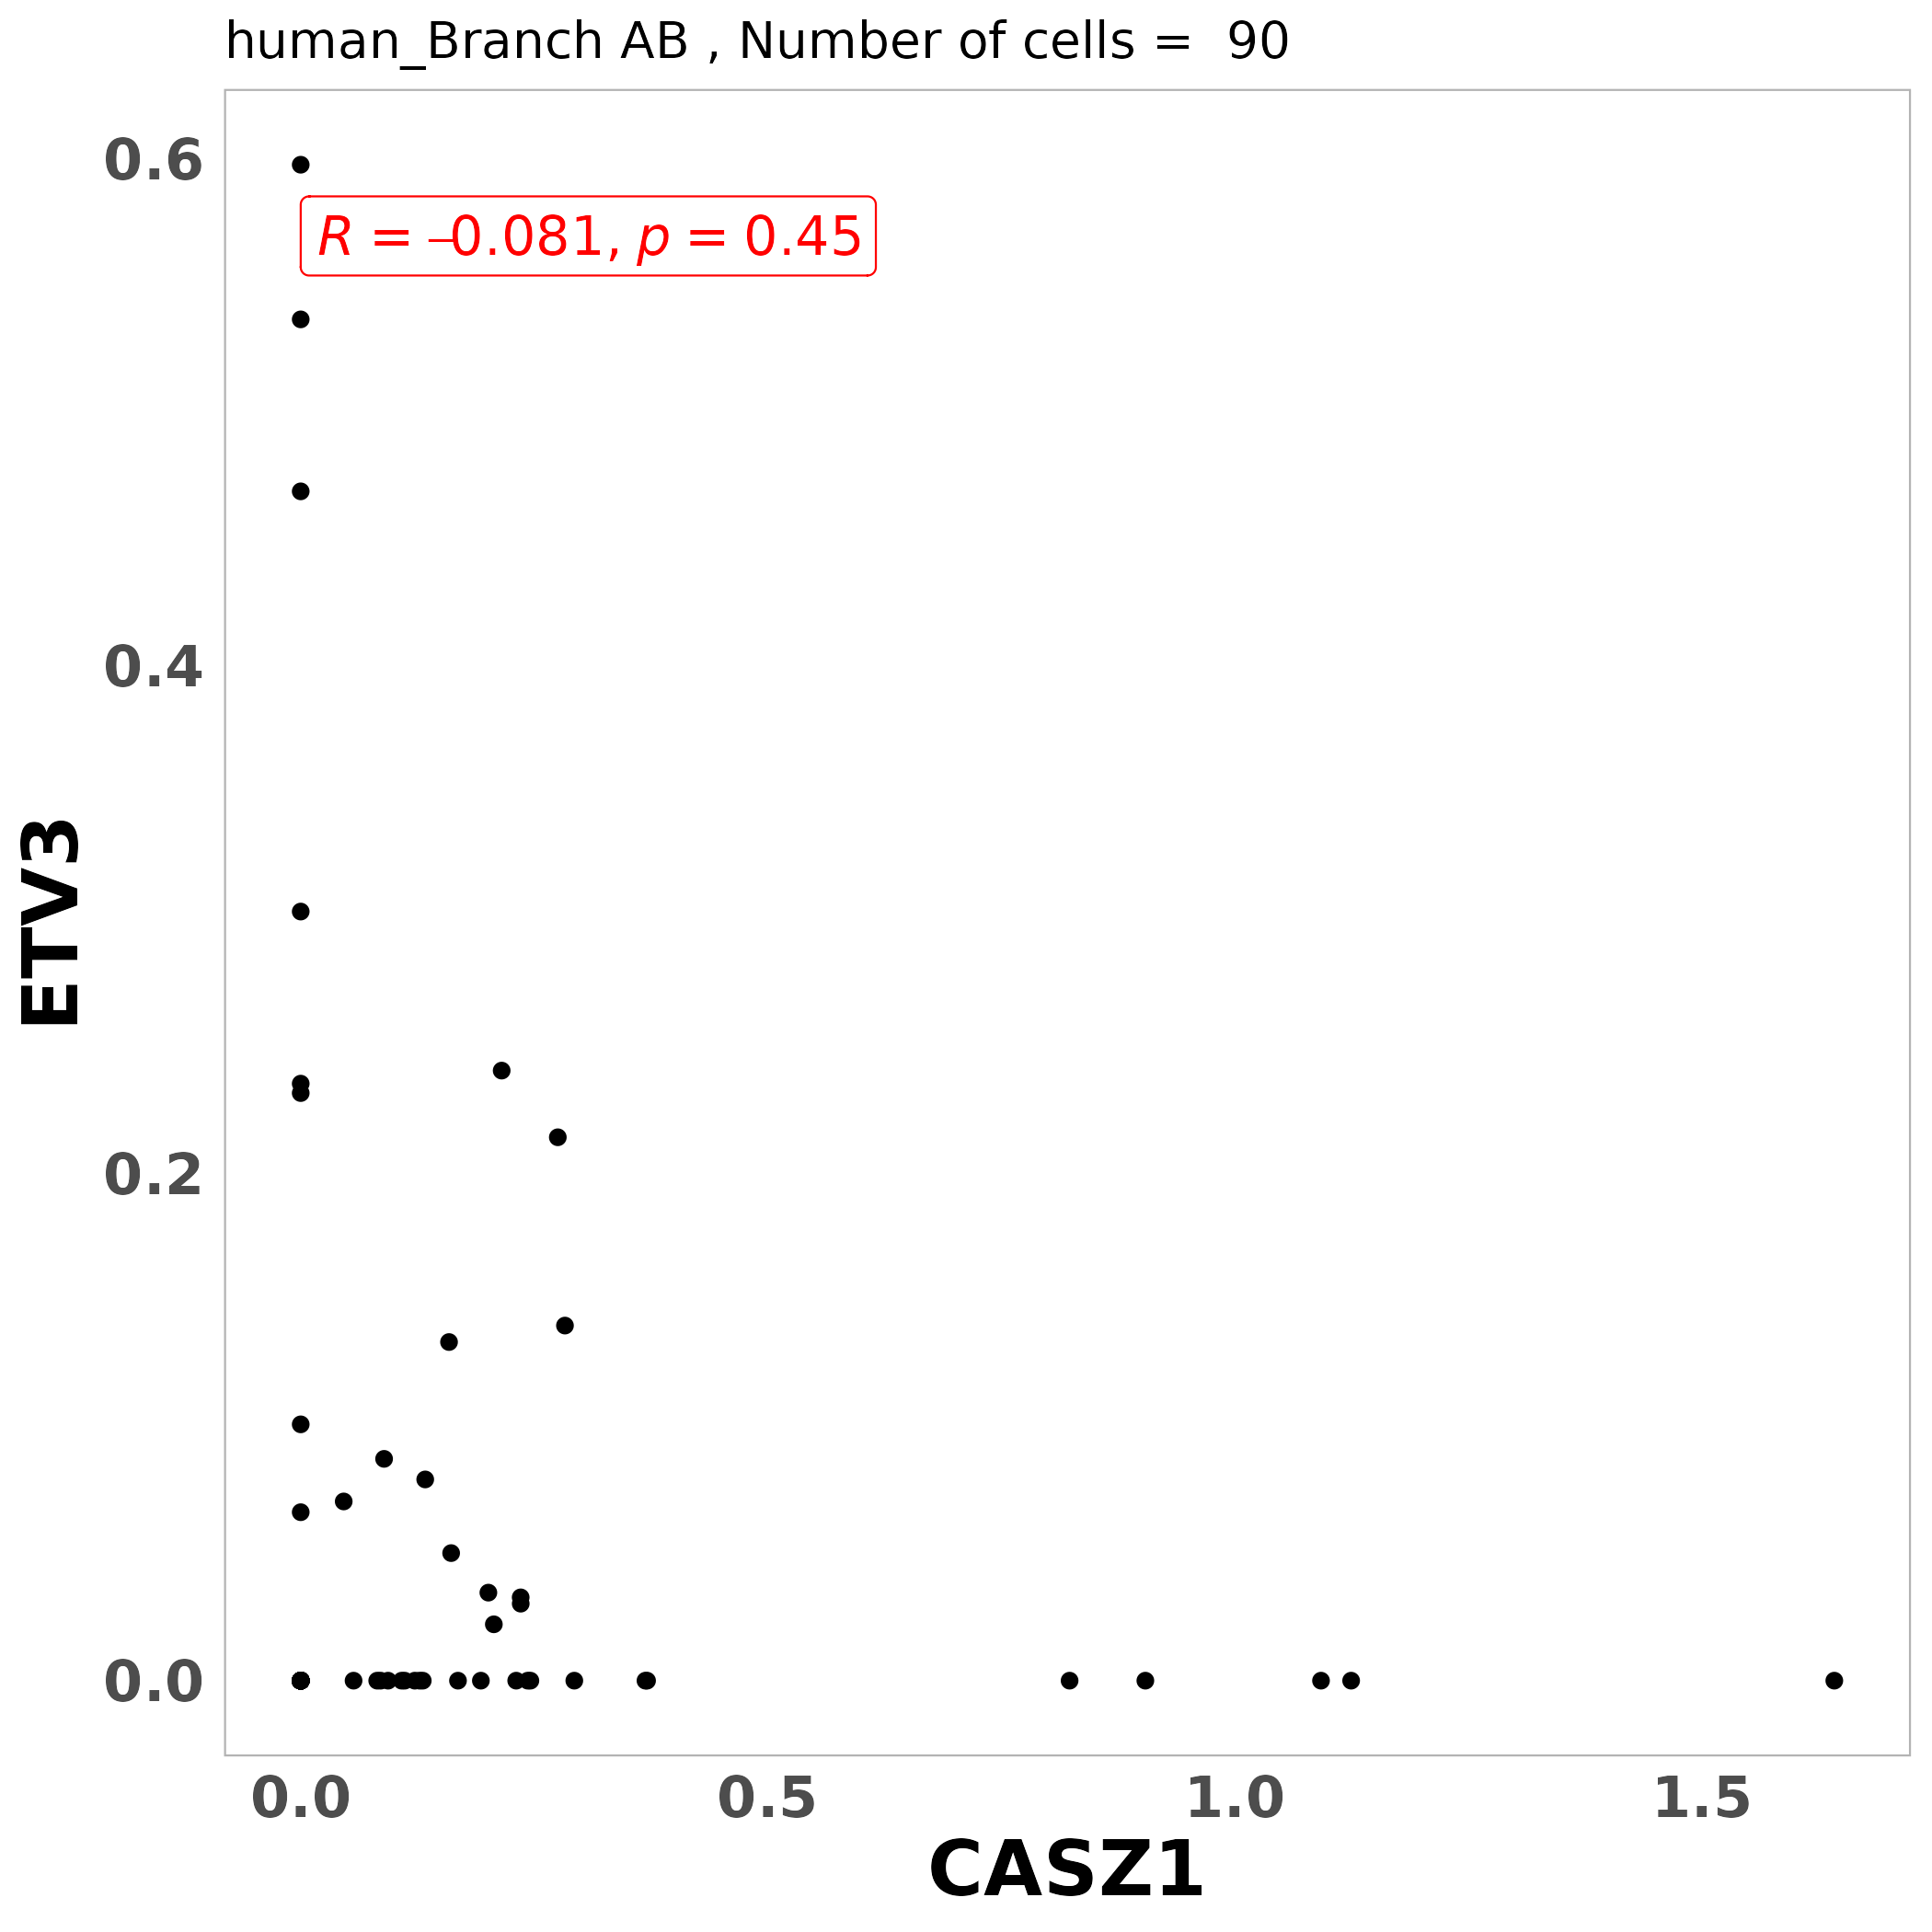 human_Branch AB , Number of cells =  90
0.6
R = –0.081, p = 0.45
0.4
ETV3
0.2
0.0
0.0 0.5 1.0 1.5
CASZ1